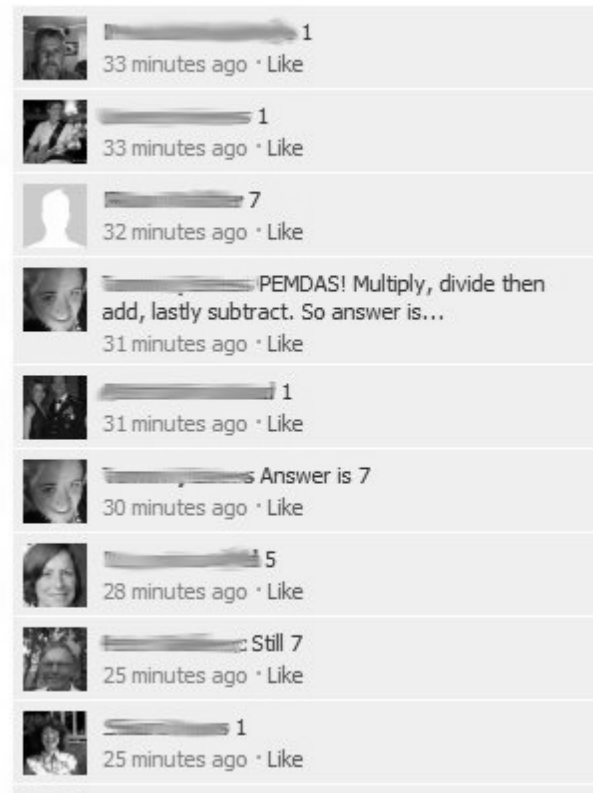 1
33 minutes ago · Like
1
33 minutes ago · Like
7
32 minutes ago · Like
PEMDAS! Multiply, divide then
add, lastly subtract. So answer is...
31 minutes ago · Like
1
31 minutes ago · Like
Answer is 7
30 minutes ago · Like
5
28 minutes ago · Like
Still 7
25 minutes ago · Like
1
25 minutes ago · Like